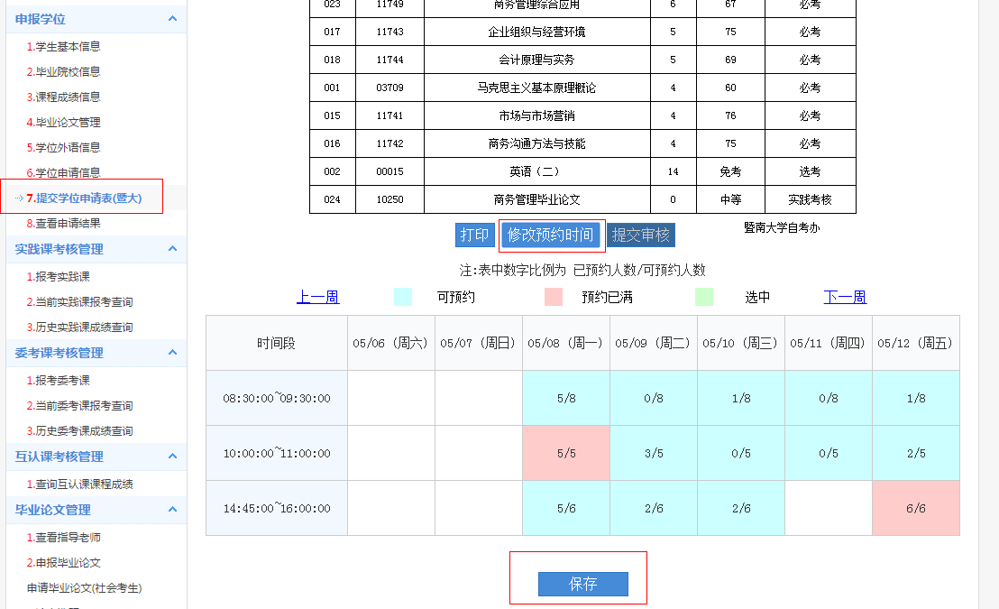 申报学位
1.学生基本信息
2.毕业院校信息
3.课程成绩信息
4.毕业论文管理
5.学位外语信息
6.学位申请信息
7.提交学位申请表(暨大)
8.查看申请结果
实践课考核管理
1.报考实践课
2.当前实践课报考查询
3.历史实践课成绩查询
委考课考核管理
1.报考委考课
2.当前委考课报考查询
3.历史委考课成绩查询
互认课考核管理
1.查询互认课课程成绩
毕业论文管理
1.查看指导老师
2.申报毕业论文
申请毕业论文(社会考生)
023 11749 商务管理综合应用 6 67 必考
017 11743 企业组织与经营环境 5 75 必考
018 11744 会计原理与实务 5 69 必考
001 03709 马克思主义基本原理概论 4 60 必考
015 11741 市场与市场营销 4 76 必考
016 11742 商务沟通方法与技能 4 75 必考
002 00015 英语（二） 14 免考 选考
024 10250 商务管理毕业论文 0 中等 实践考核
暨南大学自考办
打印 修改预约时间 提交审核
注:表中数字比例为 已预约人数/可预约人数
上一周 可预约 预约已满 选中 下一周
时间段 05/06（周六） 05/07（周日） 05/08（周一） 05/09（周二） 05/10（周三） 05/11（周四） 05/12（周五）
08:30:00~09:30:00 5/8 0/8 1/8 0/8 1/8
10:00:00~11:00:00 5/5 3/5 0/5 0/5 2/5
14:45:00~16:00:00 5/6 2/6 2/6 6/6
保存